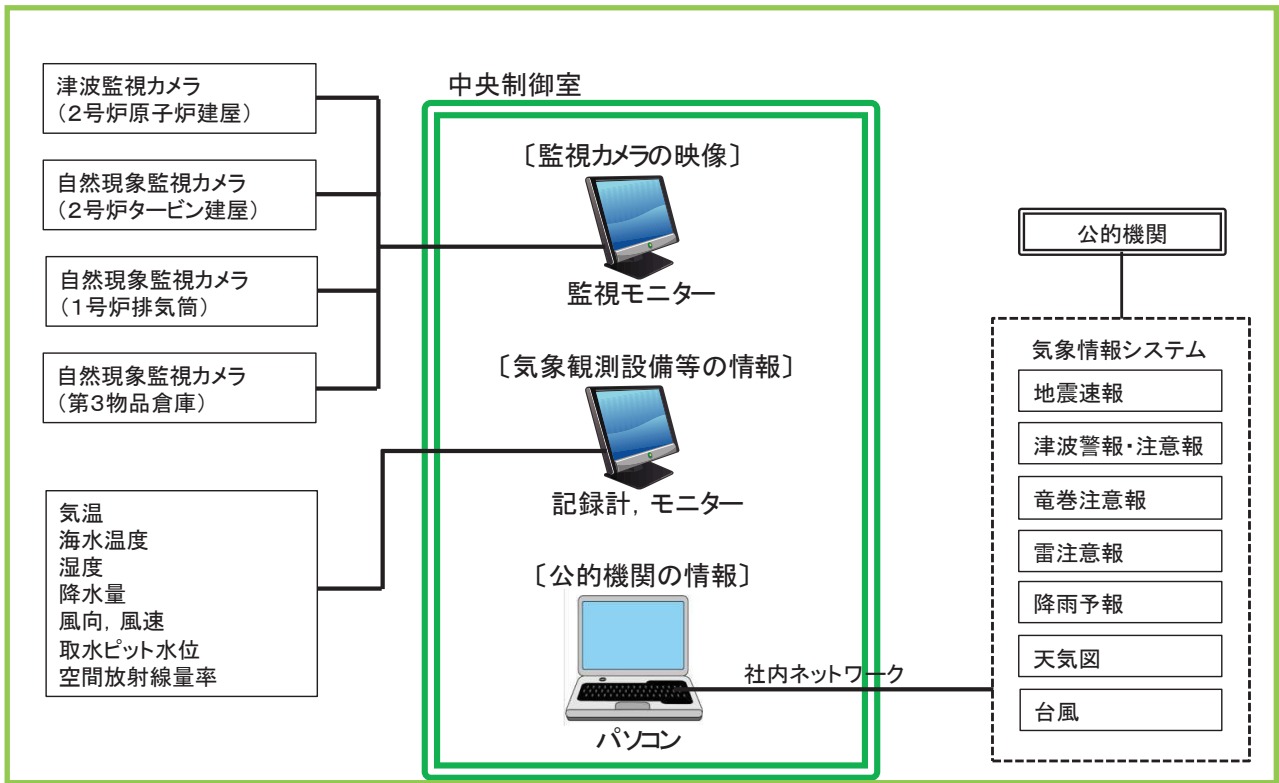 津波監視カメラ
(2号炉原子炉建屋)
自然現象監視カメラ
(2号炉タービン建屋)
自然現象監視カメラ
(1号炉排気筒)
自然現象監視カメラ
(第3物品倉庫)
気温
海水温度
湿度
降水量
風向，風速
取水ピット水位
空間放射線量率
中央制御室
〔監視カメラの映像〕
監視モニター
〔気象観測設備等の情報〕
記録計，モニター
〔公的機関の情報〕
パソコン
社内ネットワーク
公的機関
気象情報システム
地震速報
津波警報・注意報
竜巻注意報
雷注意報
降雨予報
天気図
台風